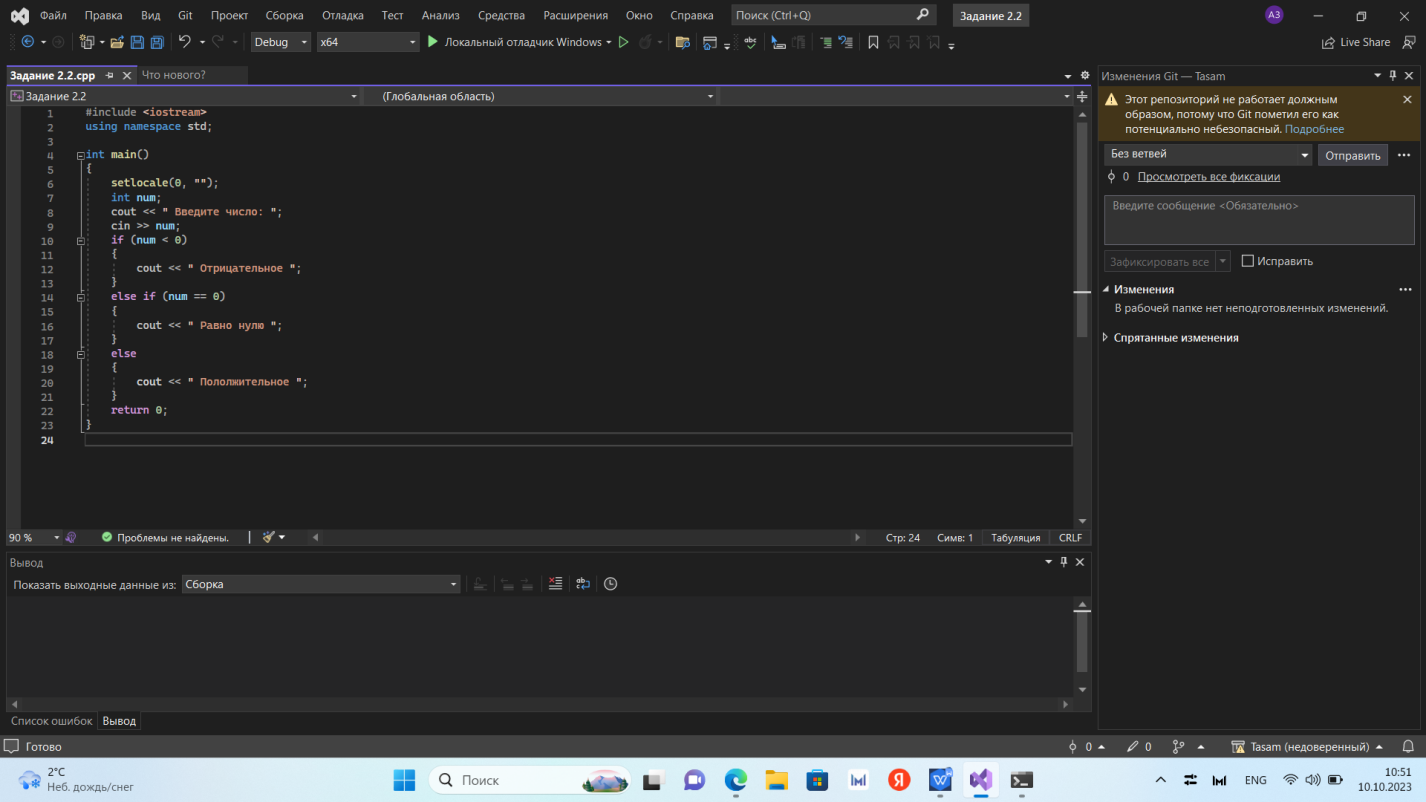 Файл Правка Вид Git Проект Сборка Отладка Тест Анализ Средства Расширения Окно Справка Поиск (Ctrl+Q) Задание 2.2 АЗ
Debug x64 Локальный отладчик Windows Live Share
Задание 2.2.cpp Что нового?
Задание 2.2 (Глобальная область)
1 #include <iostream>
2 using namespace std;
3
4 int main()
5 {
6 setlocale(0, "");
7 int num;
8 cout << " Введите число: ";
9 cin >> num;
10 if (num < 0)
11 {
12 cout << " Отрицательное ";
13 }
14 else if (num == 0)
15 {
16 cout << " Равно нулю ";
17 }
18 else
19 {
20 cout << " Пололжительное ";
21 }
22 return 0;
23 }
24
90 % Проблемы не найдены. Стр: 24 Симв: 1 Табуляция CRLF
Вывод
Показать выходные данные из: Сборка
Список ошибок Вывод
Изменения Git — Tasam
Этот репозиторий не работает должным
образом, потому что Git пометил его как
потенциально небезопасный. Подробнее
Без ветвей Отправить
0 Просмотреть все фиксации
Введите сообщение <Обязательно>
Зафиксировать все Исправить
Изменения
В рабочей папке нет неподготовленных изменений.
Спрятанные изменения
Готово 0 0 Tasam (недоверенный)
2°C
Неб. дождь/снег
Поиск
ENG
10:51
10.10.2023